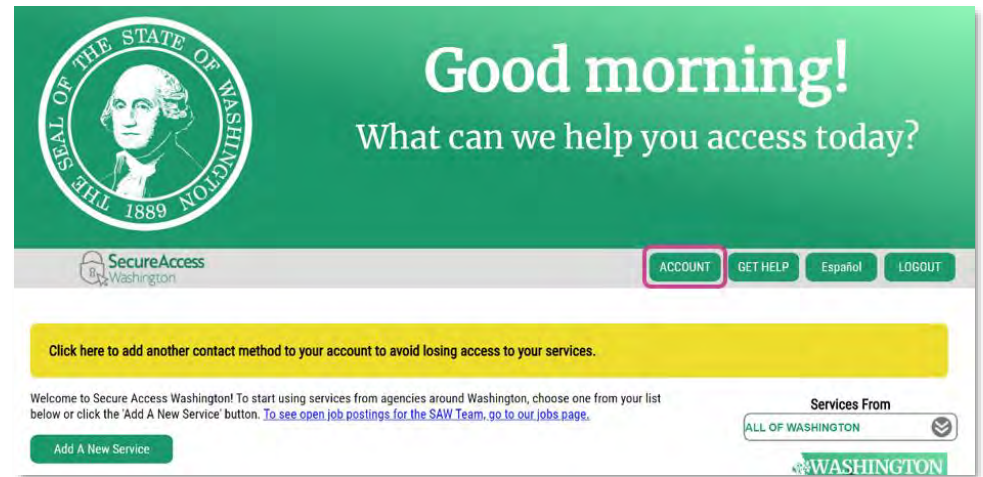 THE SEAL OF THE STATE OF WASHINGTON
1889
Good morning!
What can we help you access today?
SecureAccess
Washington
ACCOUNT
GET HELP
Español
LOGOUT
Click here to add another contact method to your account to avoid losing access to your services.
Welcome to Secure Access Washington! To start using services from agencies around Washington, choose one from your list
below or click the 'Add A New Service' button. To see open job postings for the SAW Team, go to our jobs page.
Services From
ALL OF WASHINGTON
Add A New Service
WASHINGTON